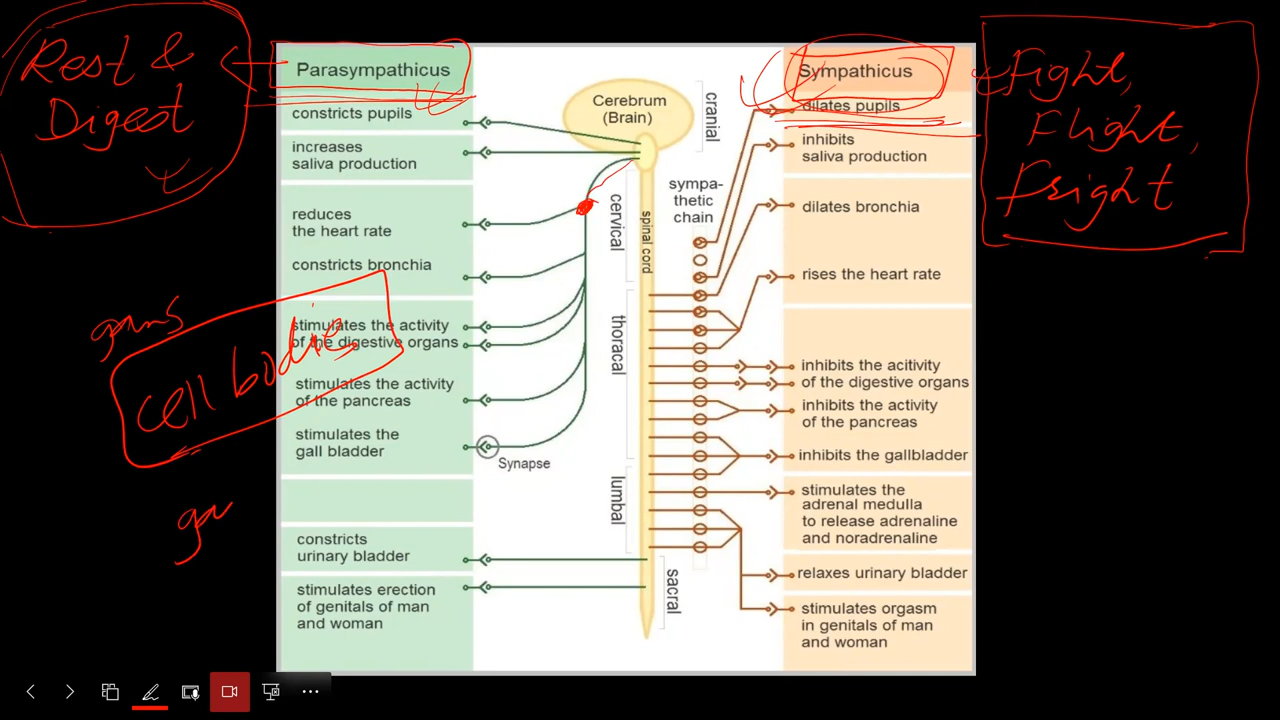 Rest &
Digest
Parasympathicus
constricts pupils
increases
saliva production
reduces
the heart rate
constricts bronchia
stimulates the activity
of the digestive organs
stimulates the activity
of the pancreas
stimulates the
gall bladder
constricts
urinary bladder
stimulates erection
of genitals of man
and woman
cell bodies
Cerebrum
(Brain)
cranial
cervical
spinal cord
sympa-
thetic
chain
thoracal
Synapse
lumbal
sacral
Sympathicus
dilates pupils
inhibits
saliva production
dilates bronchia
rises the heart rate
inhibits the acitivity
of the digestive organs
inhibits the activity
of the pancreas
inhibits the gallbladder
stimulates the
adrenal medulla
to release adrenaline
and noradrenaline
relaxes urinary bladder
stimulates orgasm
in genitals of man
and woman
Fight,
Flight,
Fright